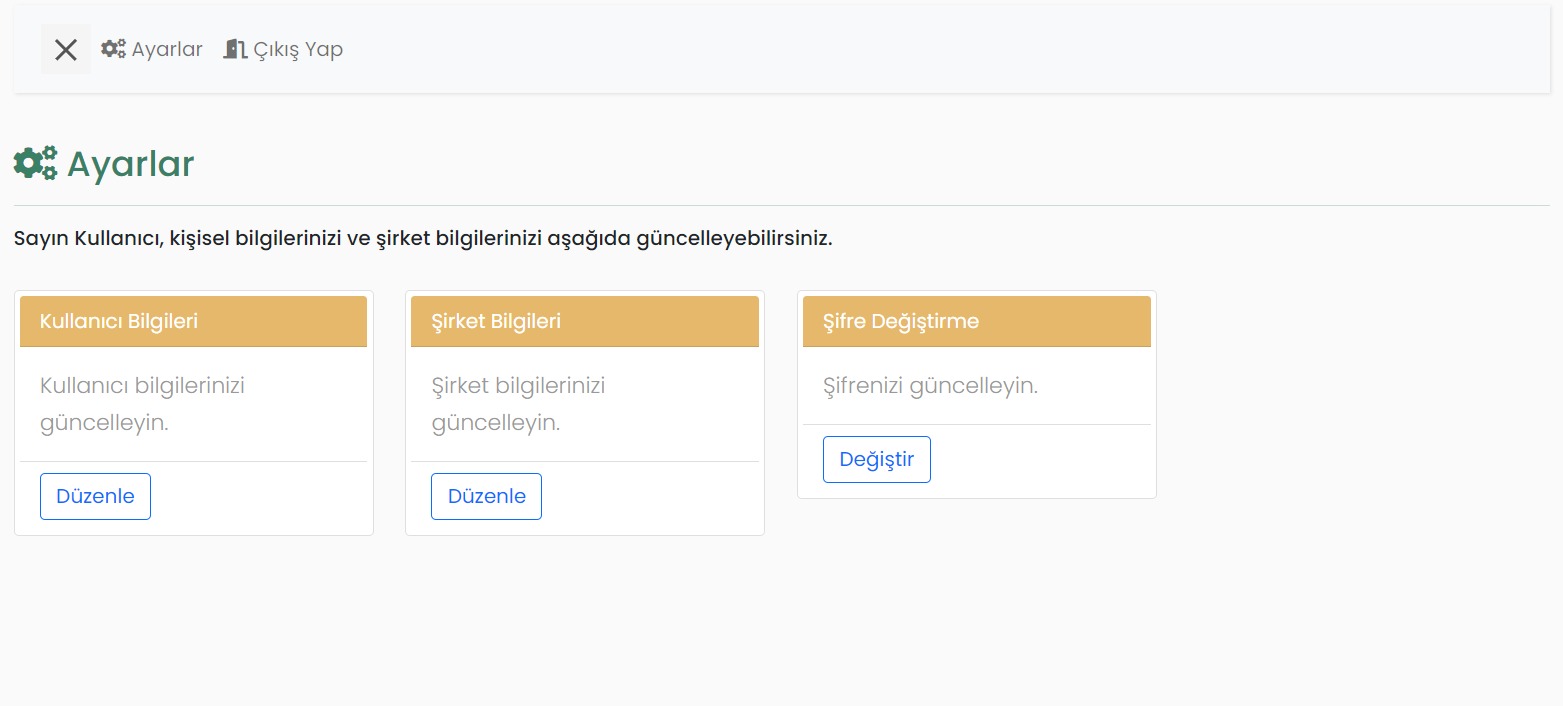 Ayarlar Çıkış Yap
Ayarlar
Sayın Kullanıcı, kişisel bilgilerinizi ve şirket bilgilerinizi aşağıda güncelleyebilirsiniz.
Kullanıcı Bilgileri
Kullanıcı bilgilerinizi
güncelleyin.
Düzenle
Şirket Bilgileri
Şirket bilgilerinizi
güncelleyin.
Düzenle
Şifre Değiştirme
Şifrenizi güncelleyin.
Değiştir